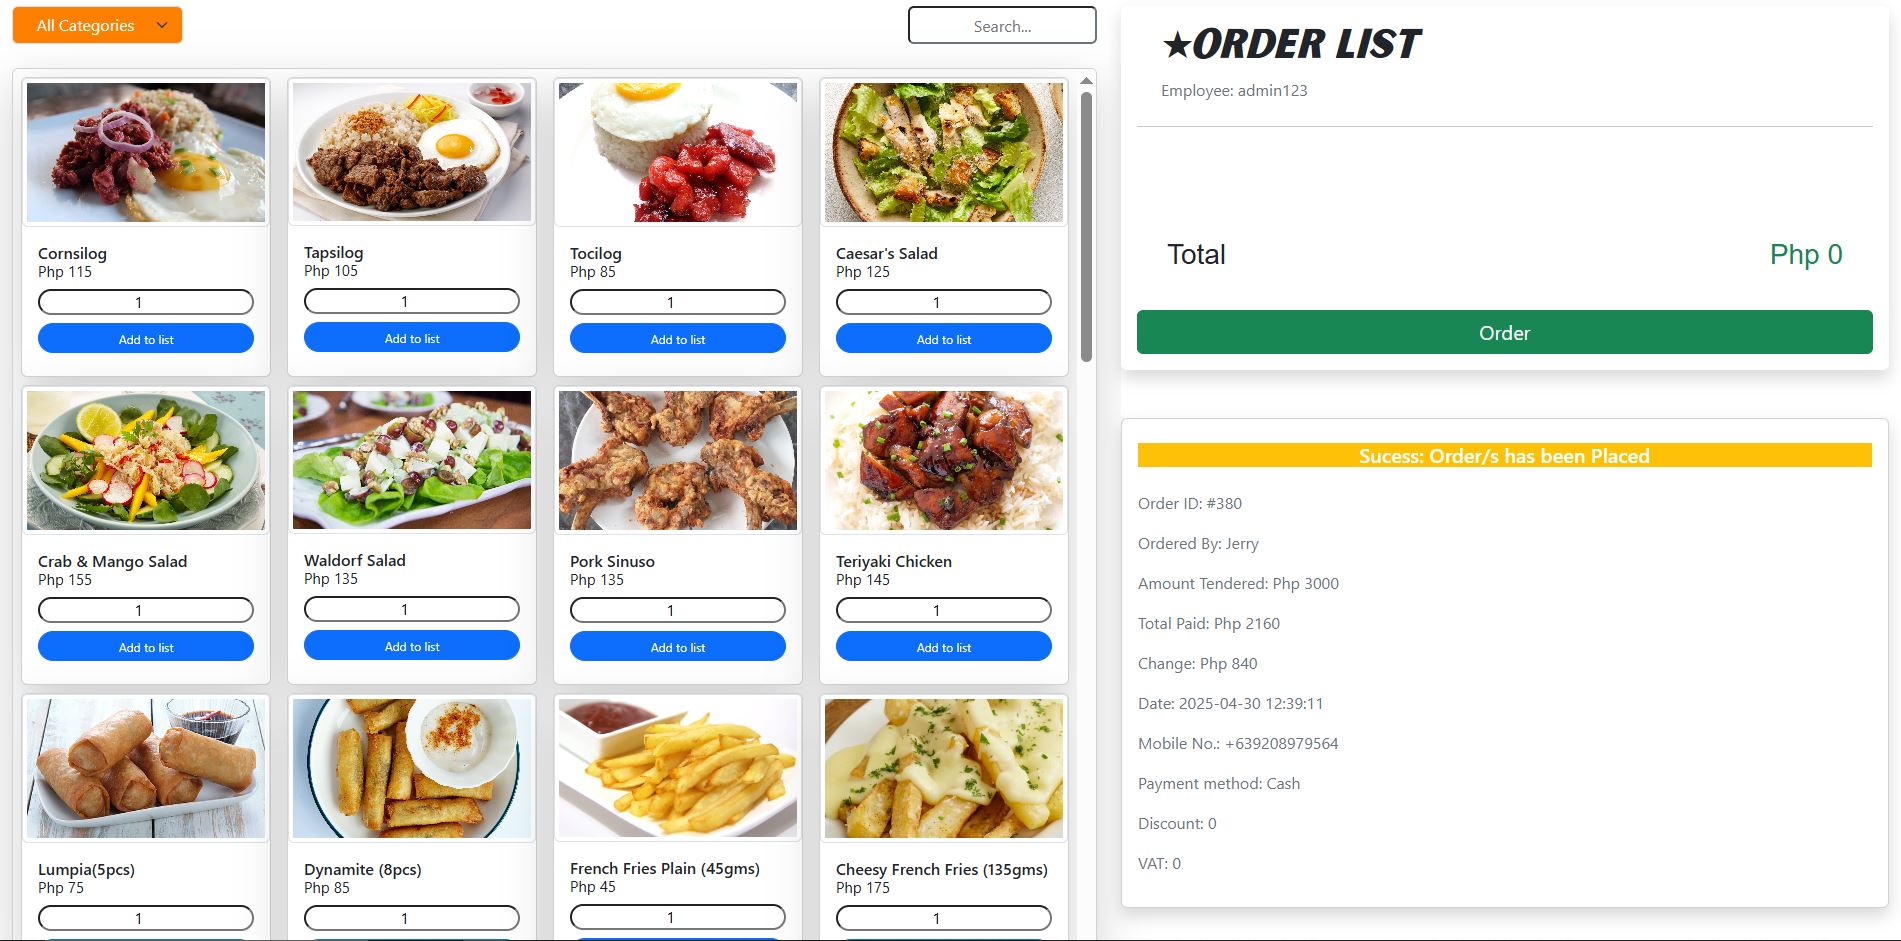 All Categories
Search...
Cornsilog
Php 115
1
Add to list
Tapsilog
Php 105
1
Add to list
Tocilog
Php 85
1
Add to list
Caesar's Salad
Php 125
1
Add to list
Crab & Mango Salad
Php 155
1
Add to list
Waldorf Salad
Php 135
1
Add to list
Pork Sinuso
Php 135
1
Add to list
Teriyaki Chicken
Php 145
1
Add to list
Lumpia(5pcs)
Php 75
1
Dynamite (8pcs)
Php 85
1
French Fries Plain (45gms)
Php 45
1
Cheesy French Fries (135gms)
Php 175
1
★ORDER LIST
Employee: admin123
Total Php 0
Order
Sucess: Order/s has been Placed
Order ID: #380
Ordered By: Jerry
Amount Tendered: Php 3000
Total Paid: Php 2160
Change: Php 840
Date: 2025-04-30 12:39:11
Mobile No.: +639208979564
Payment method: Cash
Discount: 0
VAT: 0